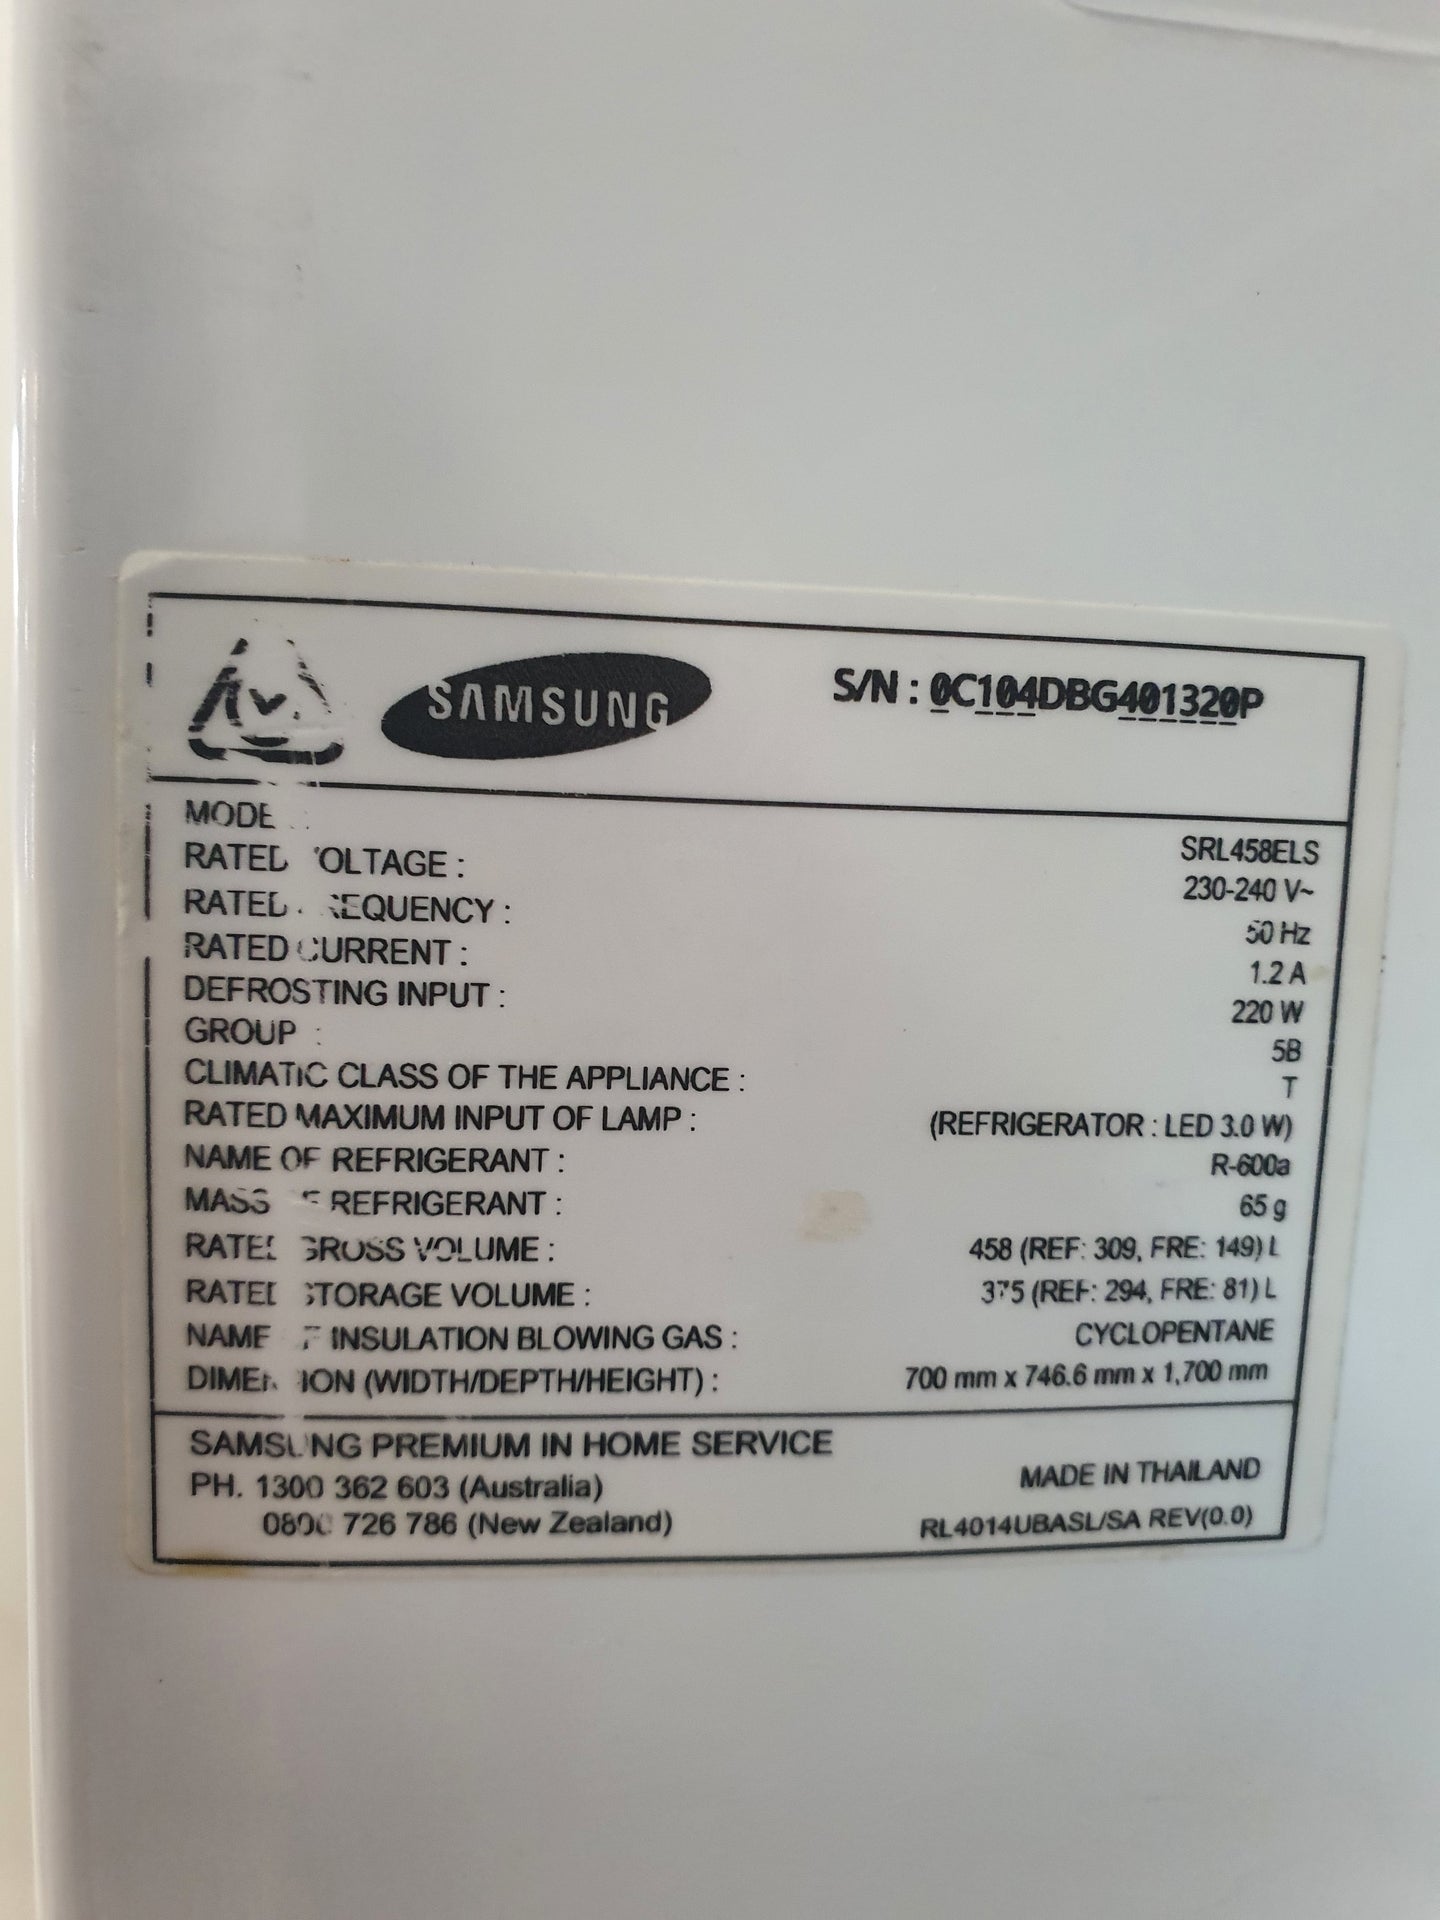 SAMSUNG S/N : 0C104DBG401320P
MODE : SRL458ELS
RATED VOLTAGE : 230-240 V~
RATED FREQUENCY : 50 Hz
RATED CURRENT : 1.2 A
DEFROSTING INPUT : 220 W
GROUP : 5B
CLIMATIC CLASS OF THE APPLIANCE : T
RATED MAXIMUM INPUT OF LAMP : (REFRIGERATOR : LED 3.0 W)
NAME OF REFRIGERANT : R-600a
MASS OF REFRIGERANT : 65 g
RATED GROSS VOLUME : 458 (REF: 309, FRE: 149) L
RATED STORAGE VOLUME : 375 (REF: 294, FRE: 81) L
NAME OF INSULATION BLOWING GAS : CYCLOPENTANE
DIMENSION (WIDTH/DEPTH/HEIGHT) : 700 mm x 746.6 mm x 1,700 mm
SAMSUNG PREMIUM IN HOME SERVICE
PH. 1300 362 603 (Australia) MADE IN THAILAND
0800 726 786 (New Zealand) RL4014UBASL/SA REV(0.0)